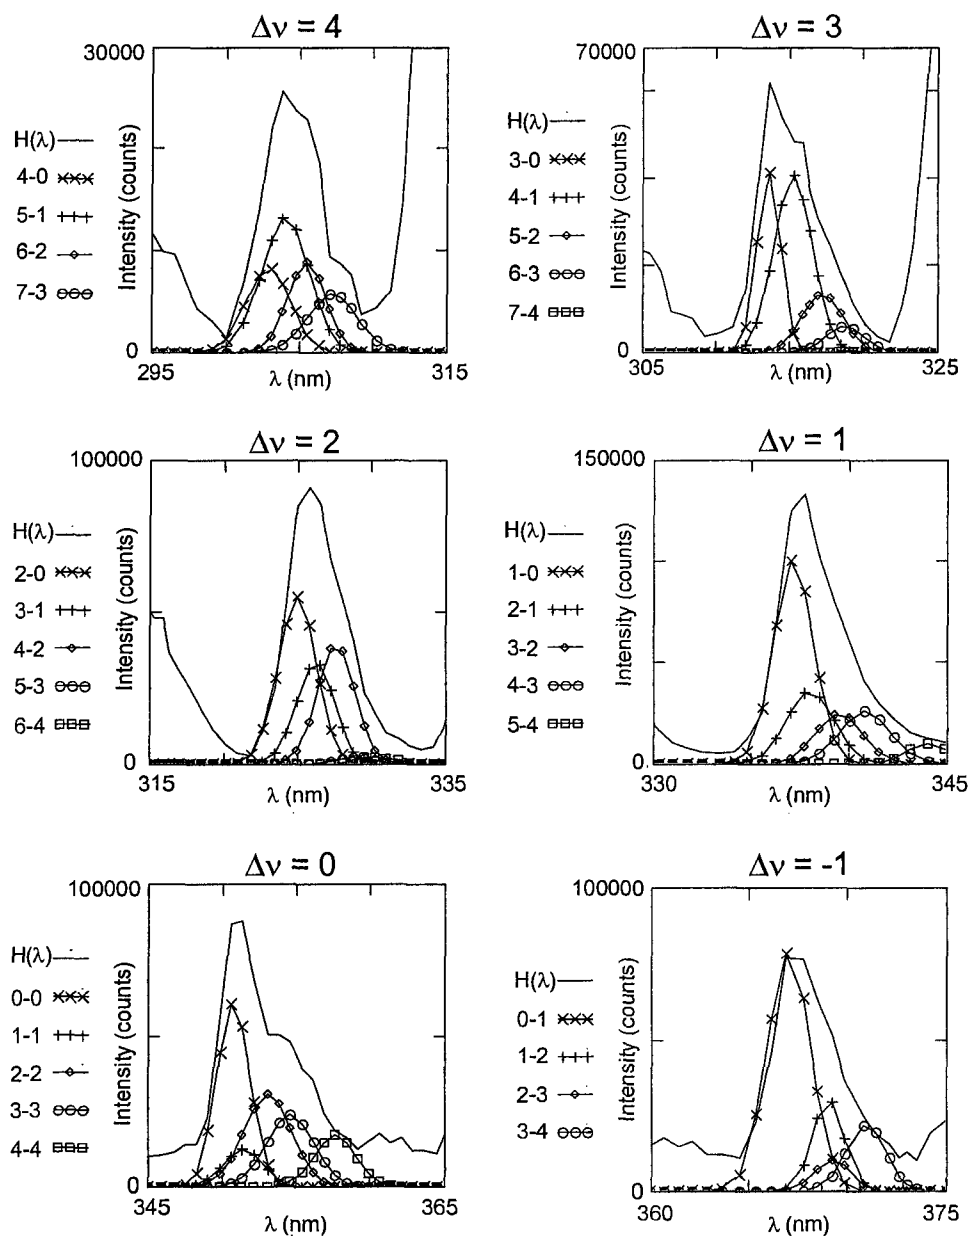 Δν = 4
30000
Intensity (counts)
H(λ)
4-0
5-1
6-2
7-3
0
295
315
λ (nm)
Δν = 3
70000
Intensity (counts)
H(λ)
3-0
4-1
5-2
6-3
7-4
0
305
325
λ (nm)
Δν = 2
100000
Intensity (counts)
H(λ)
2-0
3-1
4-2
5-3
6-4
0
315
335
λ (nm)
Δν = 1
150000
Intensity (counts)
H(λ)
1-0
2-1
3-2
4-3
5-4
0
330
345
λ (nm)
Δν = 0
100000
Intensity (counts)
H(λ)
0-0
1-1
2-2
3-3
4-4
0
345
365
λ (nm)
Δν = -1
100000
Intensity (counts)
H(λ)
0-1
1-2
2-3
3-4
0
360
375
λ (nm)